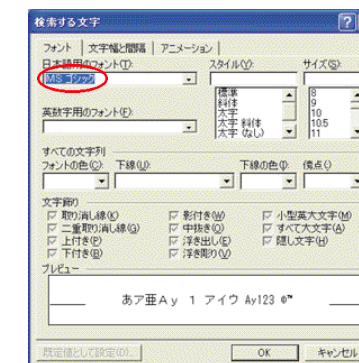 検索する文字
フォント 文字幅と間隔 アニメーション
日本語用のフォント(T): スタイル(Y): サイズ(S):
MS ゴシック
標準 8
斜体 9
英数字用のフォント(F): 太字 10
太字 斜体 10.5
太字 (なし) 11
すべての文字列
フォントの色(C): 下線(U): 下線の色(I): 傍点(·)
文字飾り
取り消し線(K) 影付き(W) 小型英大文字(M)
二重取り消し線(G) 中抜き(O) すべて大文字(A)
上付き(P) 浮き出し(E) 隠し文字(H)
下付き(B) 浮き彫り(V)
プレビュー
あア亜Ay 1 アイウ Ay123
既定値として設定(D)... OK キャンセル